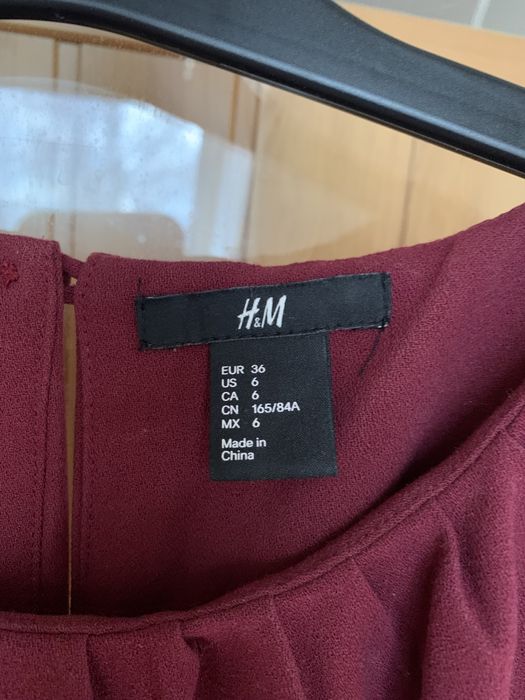 H&M
EUR 36
US 6
CA 6
CN 165/84A
MX 6
Made in
China